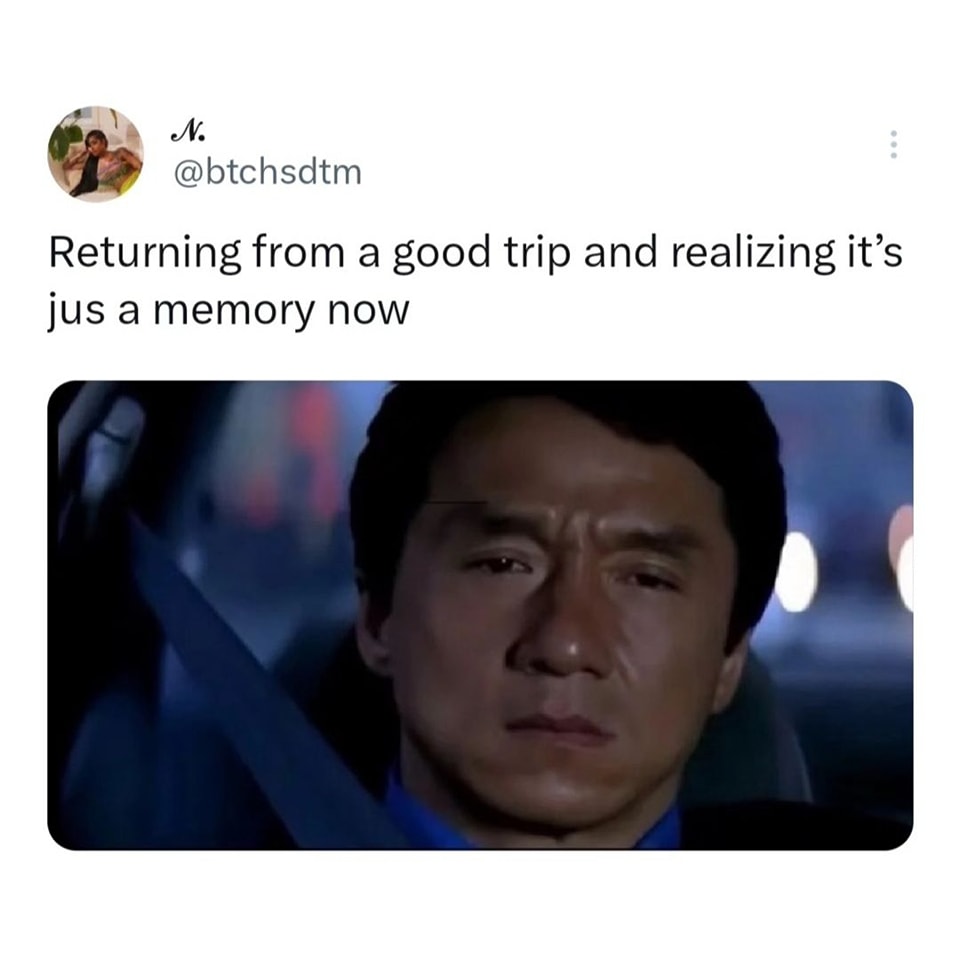 N.
@btchsdtm
Returning from a good trip and realizing it’s
jus a memory now